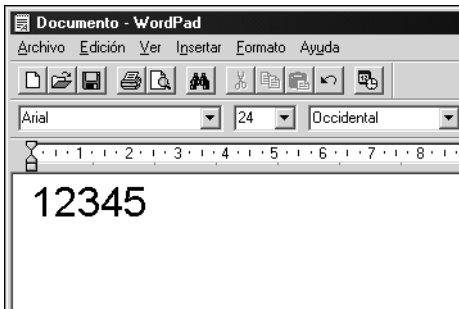 Documento - WordPad
Archivo Edición Ver Insertar Formato Ayuda
Arial 24 Occidental
1 2 3 4 5 6 7 8
12345